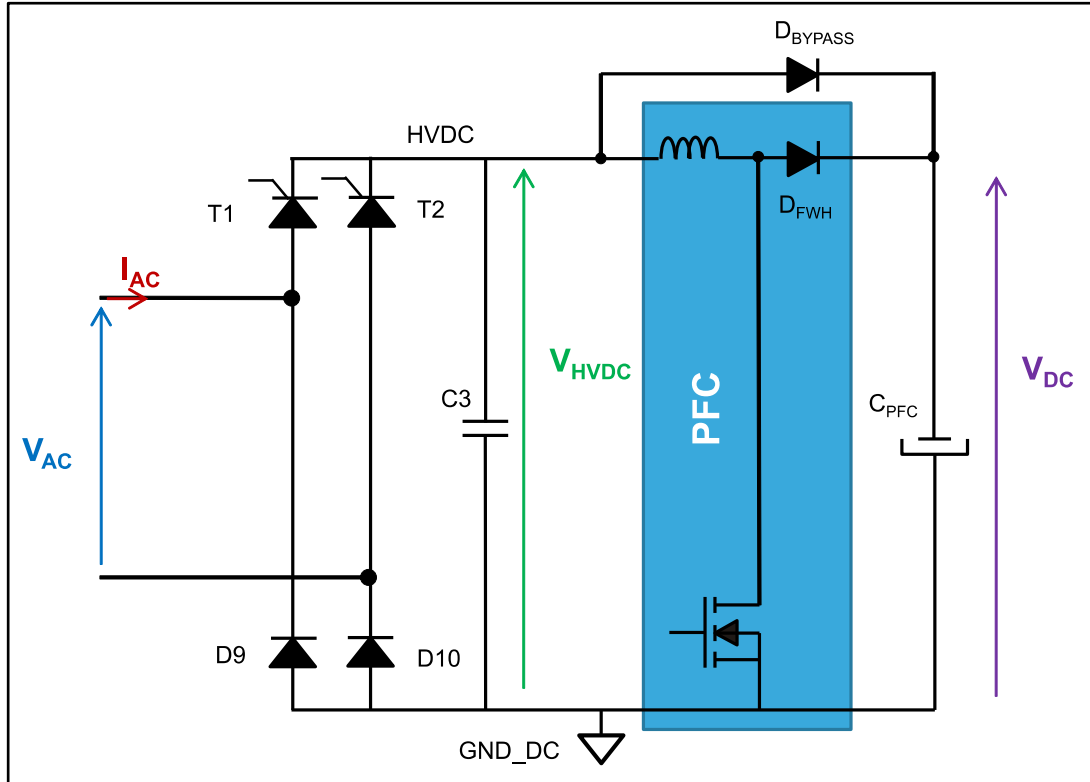 D_BYPASS
HVDC
T1
T2
D_FWH
I_AC
V_HVDC
PFC
V_DC
C3
C_PFC
V_AC
D9
D10
GND_DC